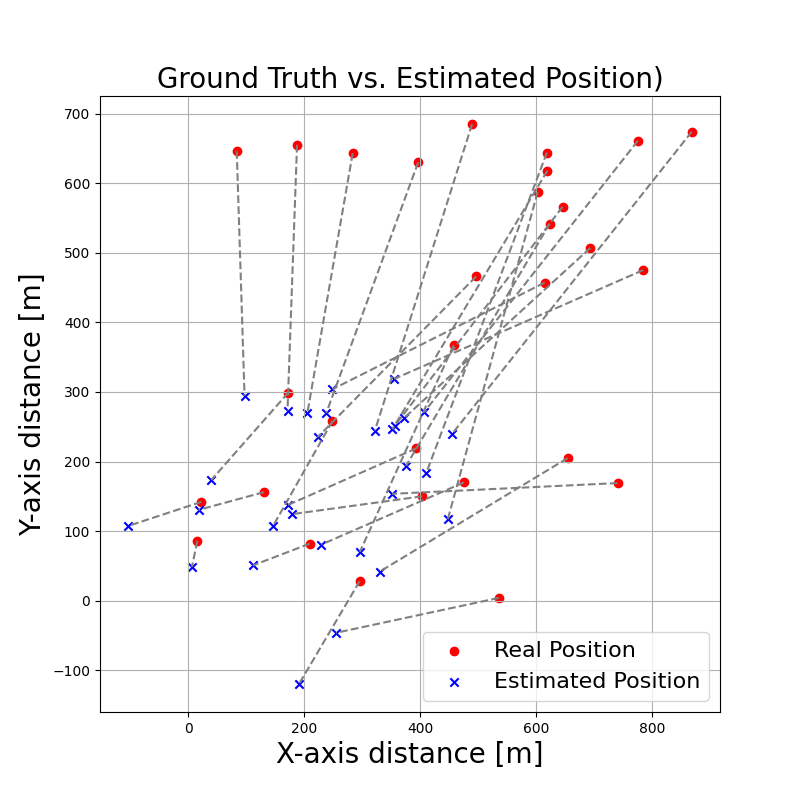 Ground Truth vs. Estimated Position)
700
600
500
400
300
200
100
0
−100
Y-axis distance [m]
0 200 400 600 800
X-axis distance [m]
Real Position
Estimated Position